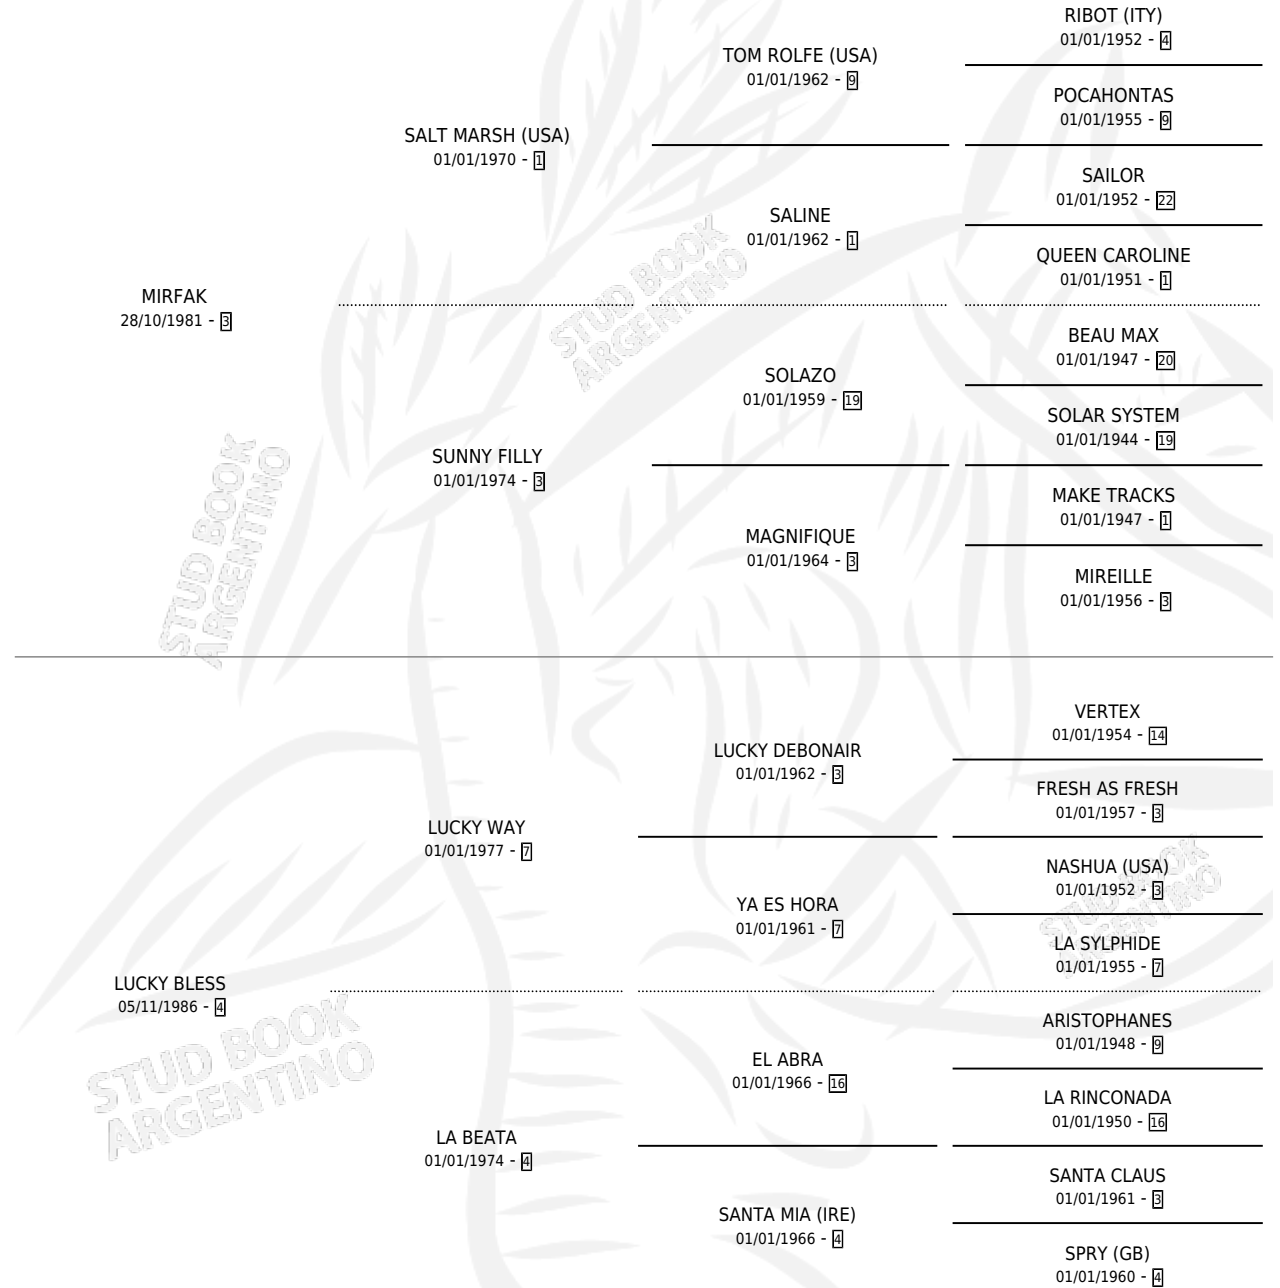 RIBOT (ITY)
01/01/1952 - 4
TOM ROLFE (USA)
01/01/1962 - 9
POCAHONTAS
01/01/1955 - 9
SALT MARSH (USA)
01/01/1970 - 1
SAILOR
01/01/1952 - 22
SALINE
01/01/1962 - 1
QUEEN CAROLINE
01/01/1951 - 1
MIRFAK
28/10/1981 - 3
BEAU MAX
01/01/1947 - 20
SOLAZO
01/01/1959 - 19
SOLAR SYSTEM
01/01/1944 - 19
SUNNY FILLY
01/01/1974 - 3
MAKE TRACKS
01/01/1947 - 1
MAGNIFIQUE
01/01/1964 - 3
MIREILLE
01/01/1956 - 3
STUD BOOK
ARGENTINO
STUD BOOK
ARGENTINO
VERTEX
01/01/1954 - 14
LUCKY DEBONAIR
01/01/1962 - 3
FRESH AS FRESH
01/01/1957 - 3
LUCKY WAY
01/01/1977 - 7
NASHUA (USA)
01/01/1952 - 3
YA ES HORA
01/01/1961 - 7
LA SYLPHIDE
01/01/1955 - 7
LUCKY BLESS
05/11/1986 - 4
ARISTOPHANES
01/01/1948 - 9
EL ABRA
01/01/1966 - 16
LA RINCONADA
01/01/1950 - 16
LA BEATA
01/01/1974 - 4
SANTA CLAUS
01/01/1961 - 3
SANTA MIA (IRE)
01/01/1966 - 4
SPRY (GB)
01/01/1960 - 4
STUD BOOK
ARGENTINO
STUD BOOK
ARGENTINO